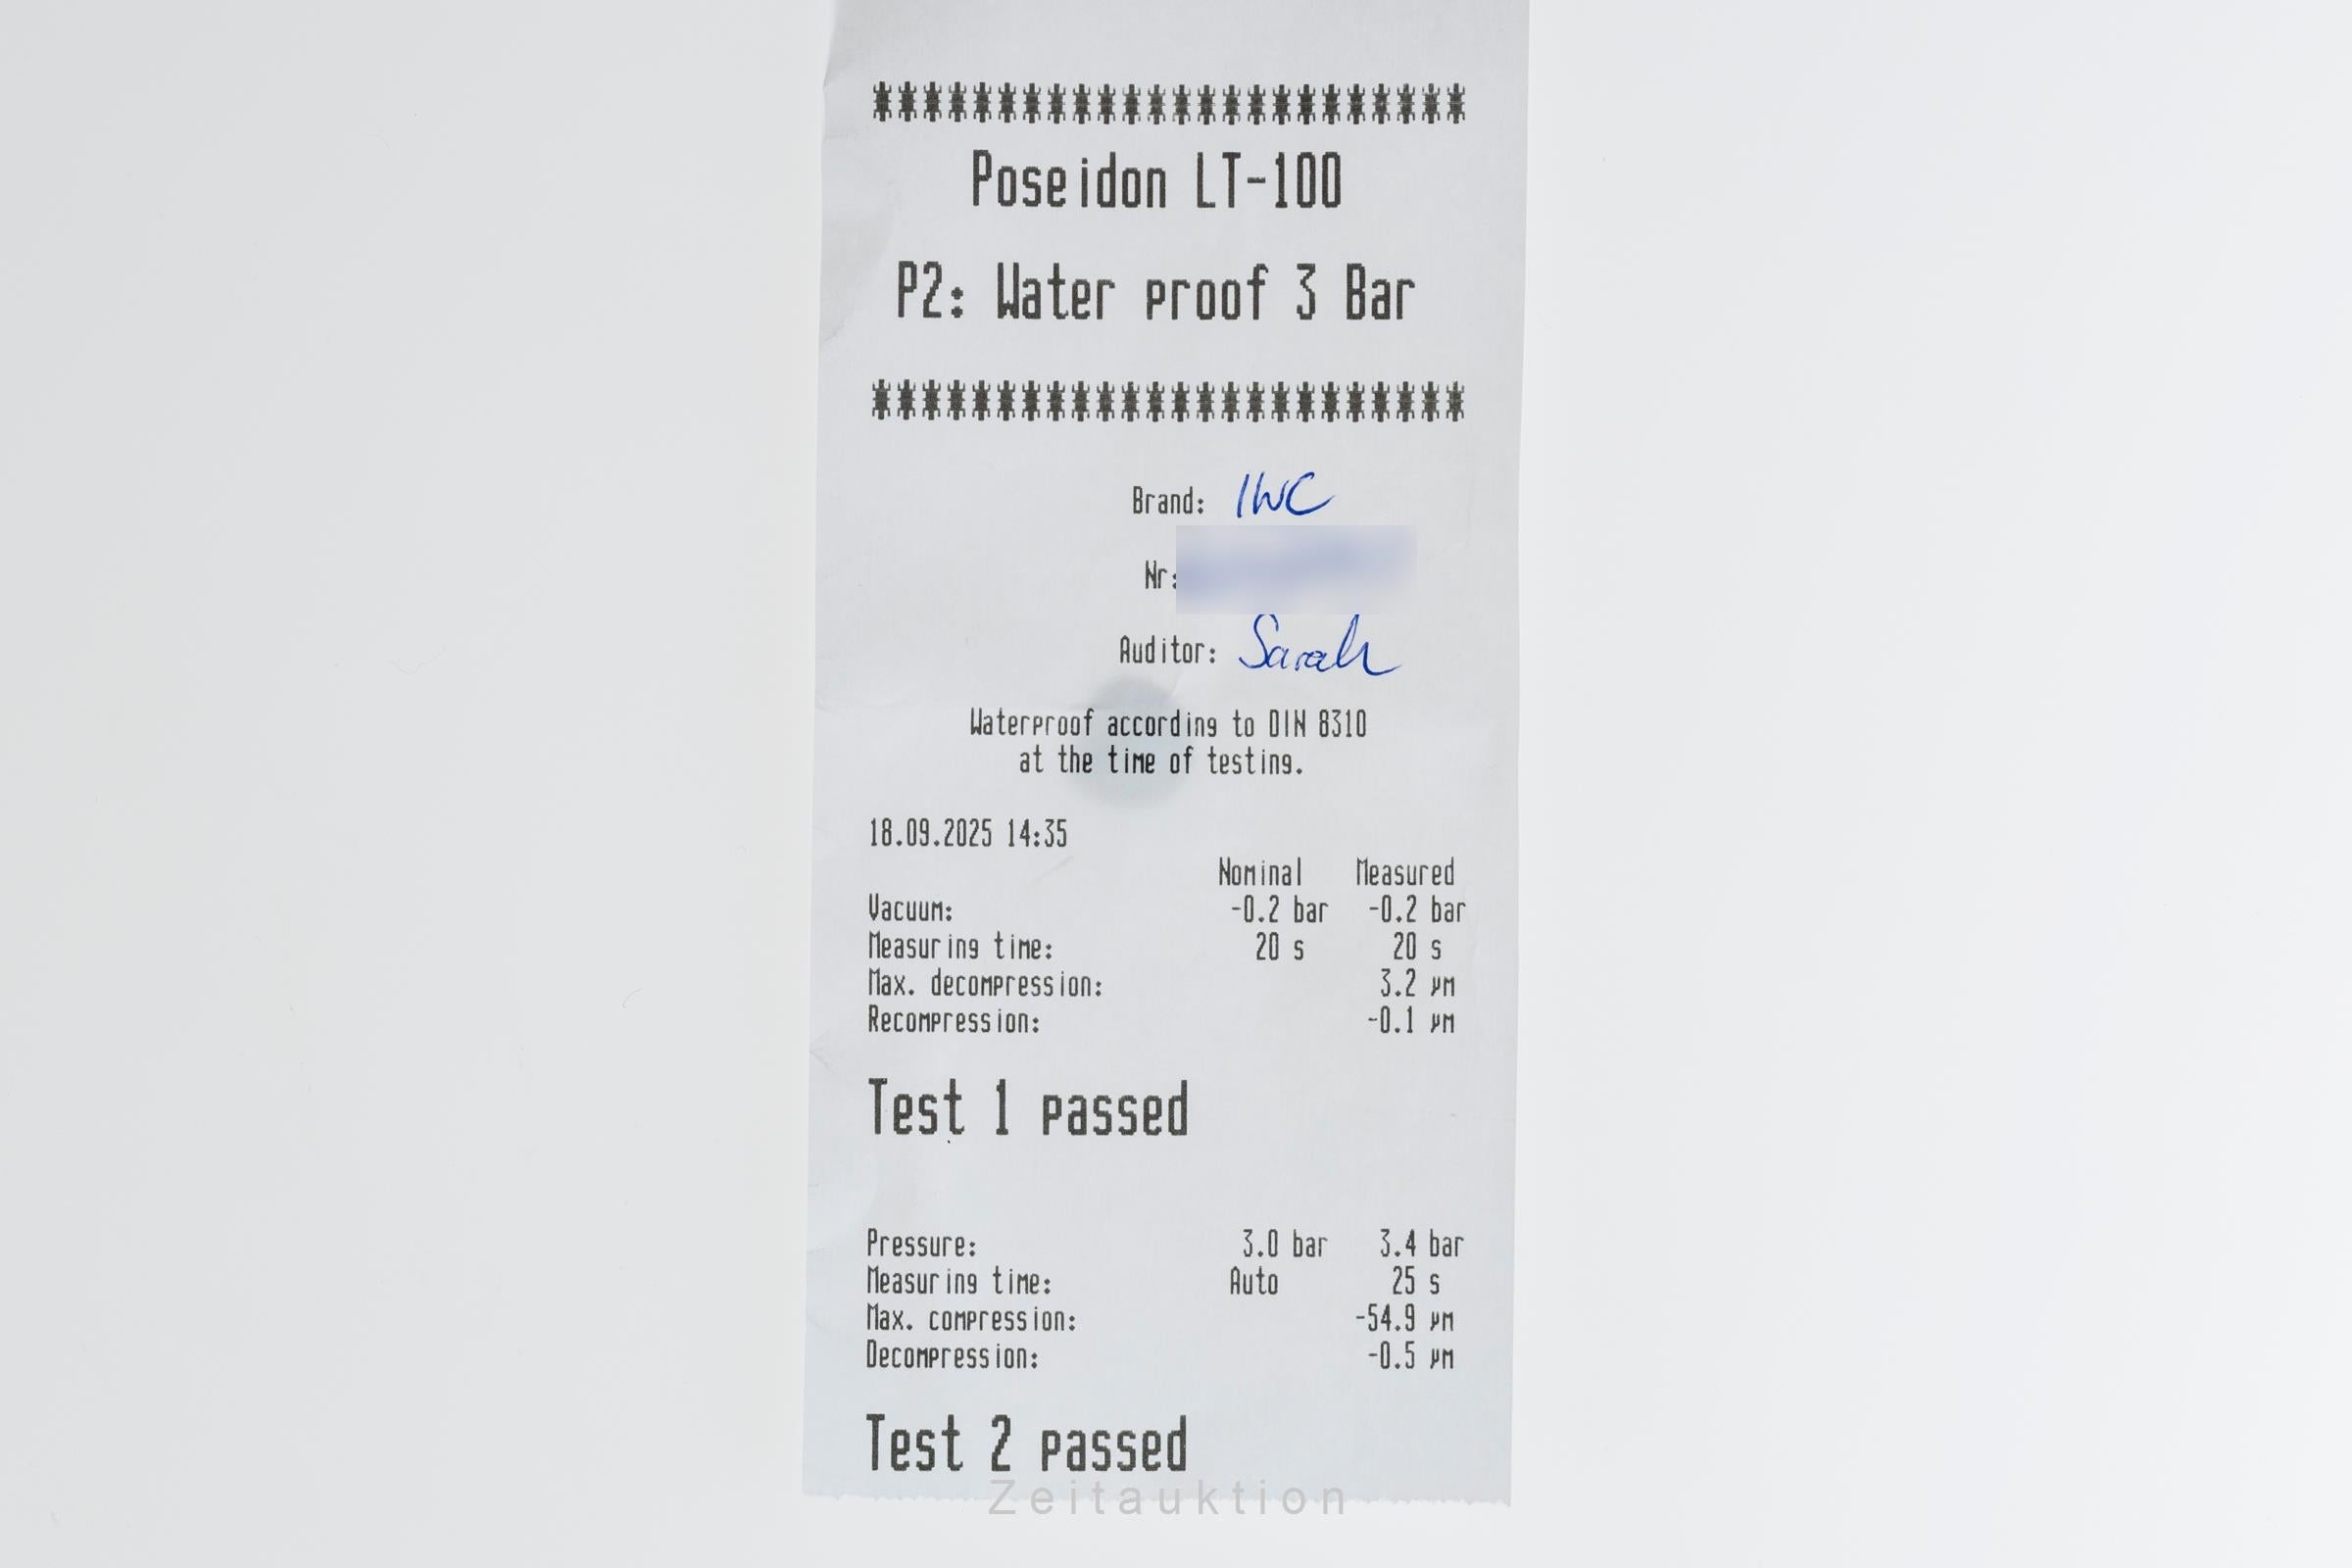 ************************
Poseidon LT-100
P2: Water proof 3 Bar
************************
Brand: IWC
Nr:
Auditor: Sarah
Waterproof according to DIN 8310
at the time of testing.
18.09.2025 14:35
Nominal Measured
Vacuum: -0.2 bar -0.2 bar
Measuring time: 20 s 20 s
Max. decompression: 3.2 µm
Recompression: -0.1 µm
Test 1 passed
Pressure: 3.0 bar 3.4 bar
Measuring time: Auto 25 s
Max. compression: -54.9 µm
Decompression: -0.5 µm
Test 2 passed
Zeitauktion